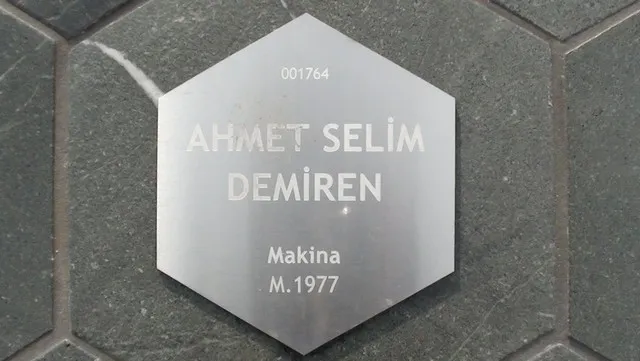 001764
AHMET SELİM
DEMİREN
Makina
M.1977